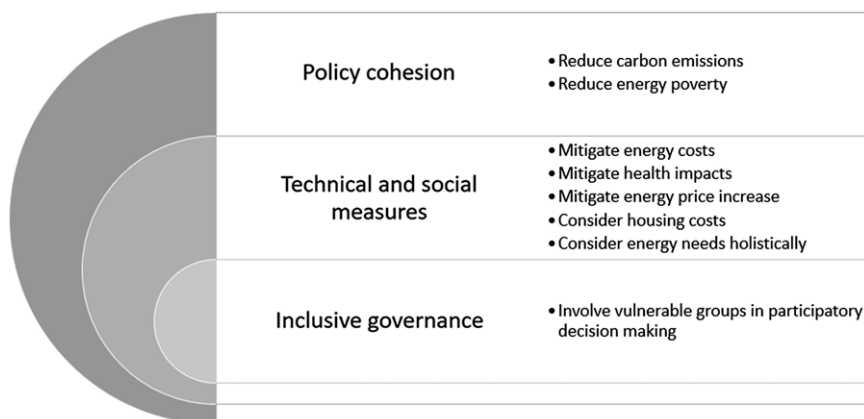 Policy cohesion
• Reduce carbon emissions
• Reduce energy poverty
Technical and social
measures
• Mitigate energy costs
• Mitigate health impacts
• Mitigate energy price increase
• Consider housing costs
• Consider energy needs holistically
Inclusive governance
• Involve vulnerable groups in participatory
decision making